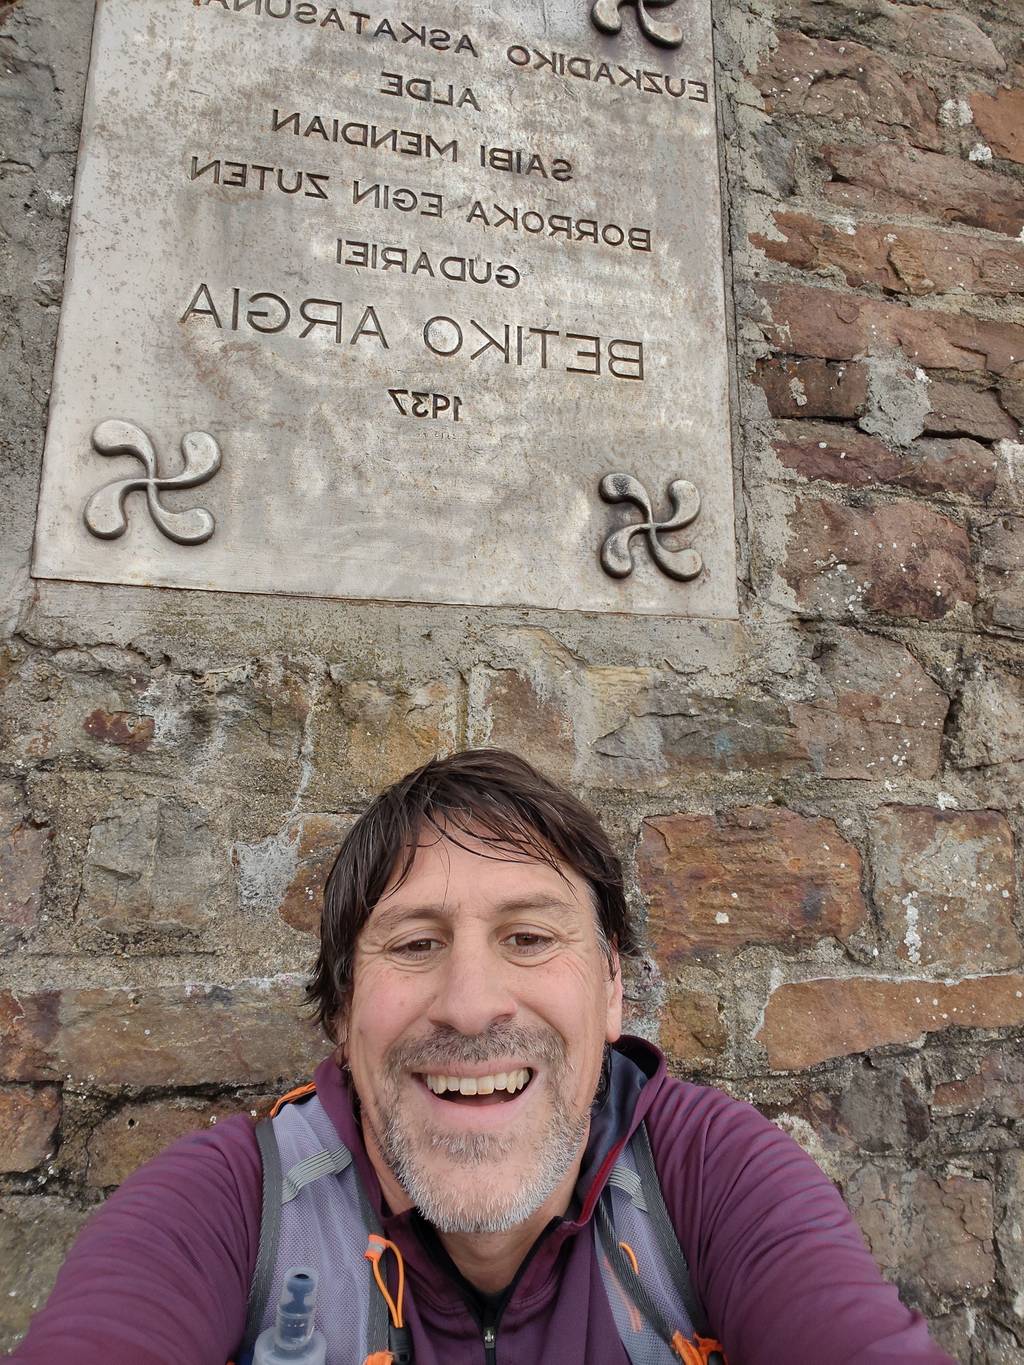 EUZKADIKO ASKATASUNA
ALDE
SAIBI MENDIAN
BORROKA EGIN ZUTEN
GUDARIEI
BETIKO ARGIA
1937